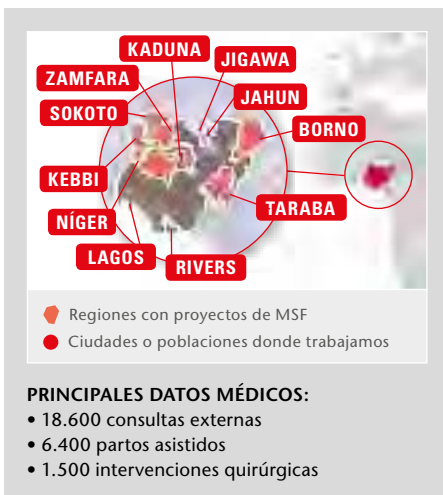 KADUNA
JIGAWA
ZAMFARA
JAHUN
SOKOTO
BORNO
KEBBI
TARABA
NÍGER
LAGOS
RIVERS
Regiones con proyectos de MSF
Ciudades o poblaciones donde trabajamos
PRINCIPALES DATOS MÉDICOS:
• 18.600 consultas externas
• 6.400 partos asistidos
• 1.500 intervenciones quirúrgicas